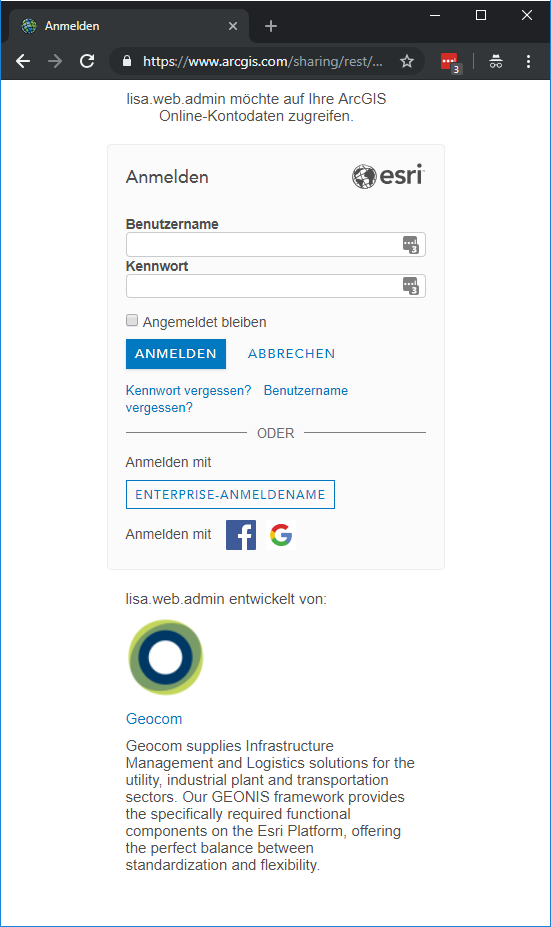 Anmelden
https://www.arcgis.com/sharing/rest/...
3
lisa.web.admin möchte auf Ihre ArcGIS
Online-Kontodaten zugreifen.
Anmelden
esri
Benutzername
3
Kennwort
3
Angemeldet bleiben
ANMELDEN ABBRECHEN
Kennwort vergessen? Benutzername
vergessen?
ODER
Anmelden mit
ENTERPRISE-ANMELDENAME
Anmelden mit
lisa.web.admin entwickelt von:
Geocom
Geocom supplies Infrastructure
Management and Logistics solutions for the
utility, industrial plant and transportation
sectors. Our GEONIS framework provides
the specifically required functional
components on the Esri Platform, offering
the perfect balance between
standardization and flexibility.